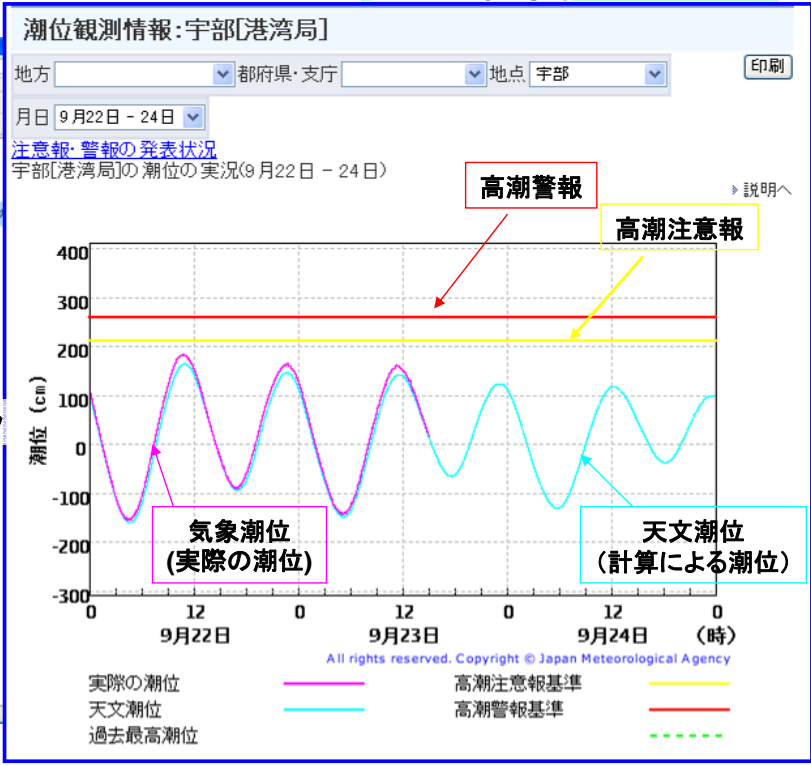 潮位観測情報:宇部[港湾局]
地方 都府県・支庁 地点 宇部 印刷
月日 9月22日 - 24日
注意報・警報の発表状況
宇部[港湾局]の潮位の実況(9月22日 - 24日)
説明へ
高潮警報
高潮注意報
400
300
200
100
0
-100
-200
-300
潮位 (cm)
気象潮位
(実際の潮位)
天文潮位
(計算による潮位)
0 12 0 12 0 12 0
9月22日 9月23日 9月24日 (時)
All rights reserved. Copyright © Japan Meteorological Agency
実際の潮位 高潮注意報基準
天文潮位 高潮警報基準
過去最高潮位